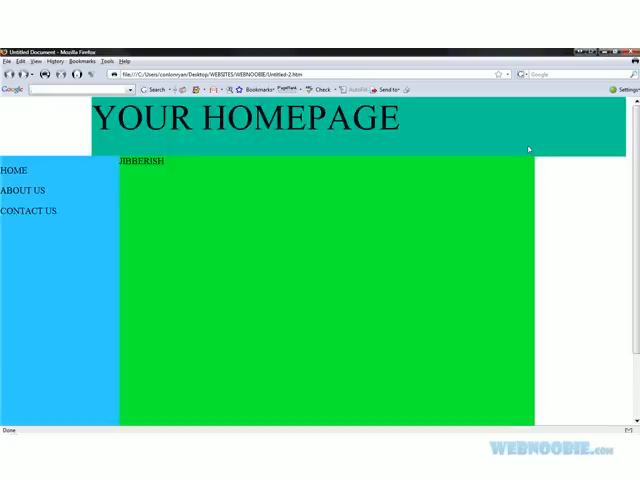 Untitled Document - Mozilla Firefox
File Edit View History Bookmarks Tools Help
file:///C:/Users/conlonryan/Desktop/WEBSITES/WEBNOOBIE/Untitled-2.htm
Google
Google Search Bookmarks PageRank Check AutoFill Send to Settings
YOUR HOMEPAGE
JIBBERISH
HOME
ABOUT US
CONTACT US
Done
WEBNOOBIE.COM